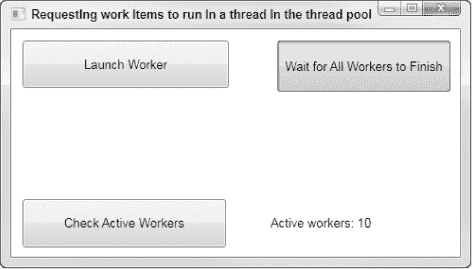 Requesting work items to run in a thread in the thread pool
Launch Worker
Wait for All Workers to Finish
Check Active Workers
Active workers: 10